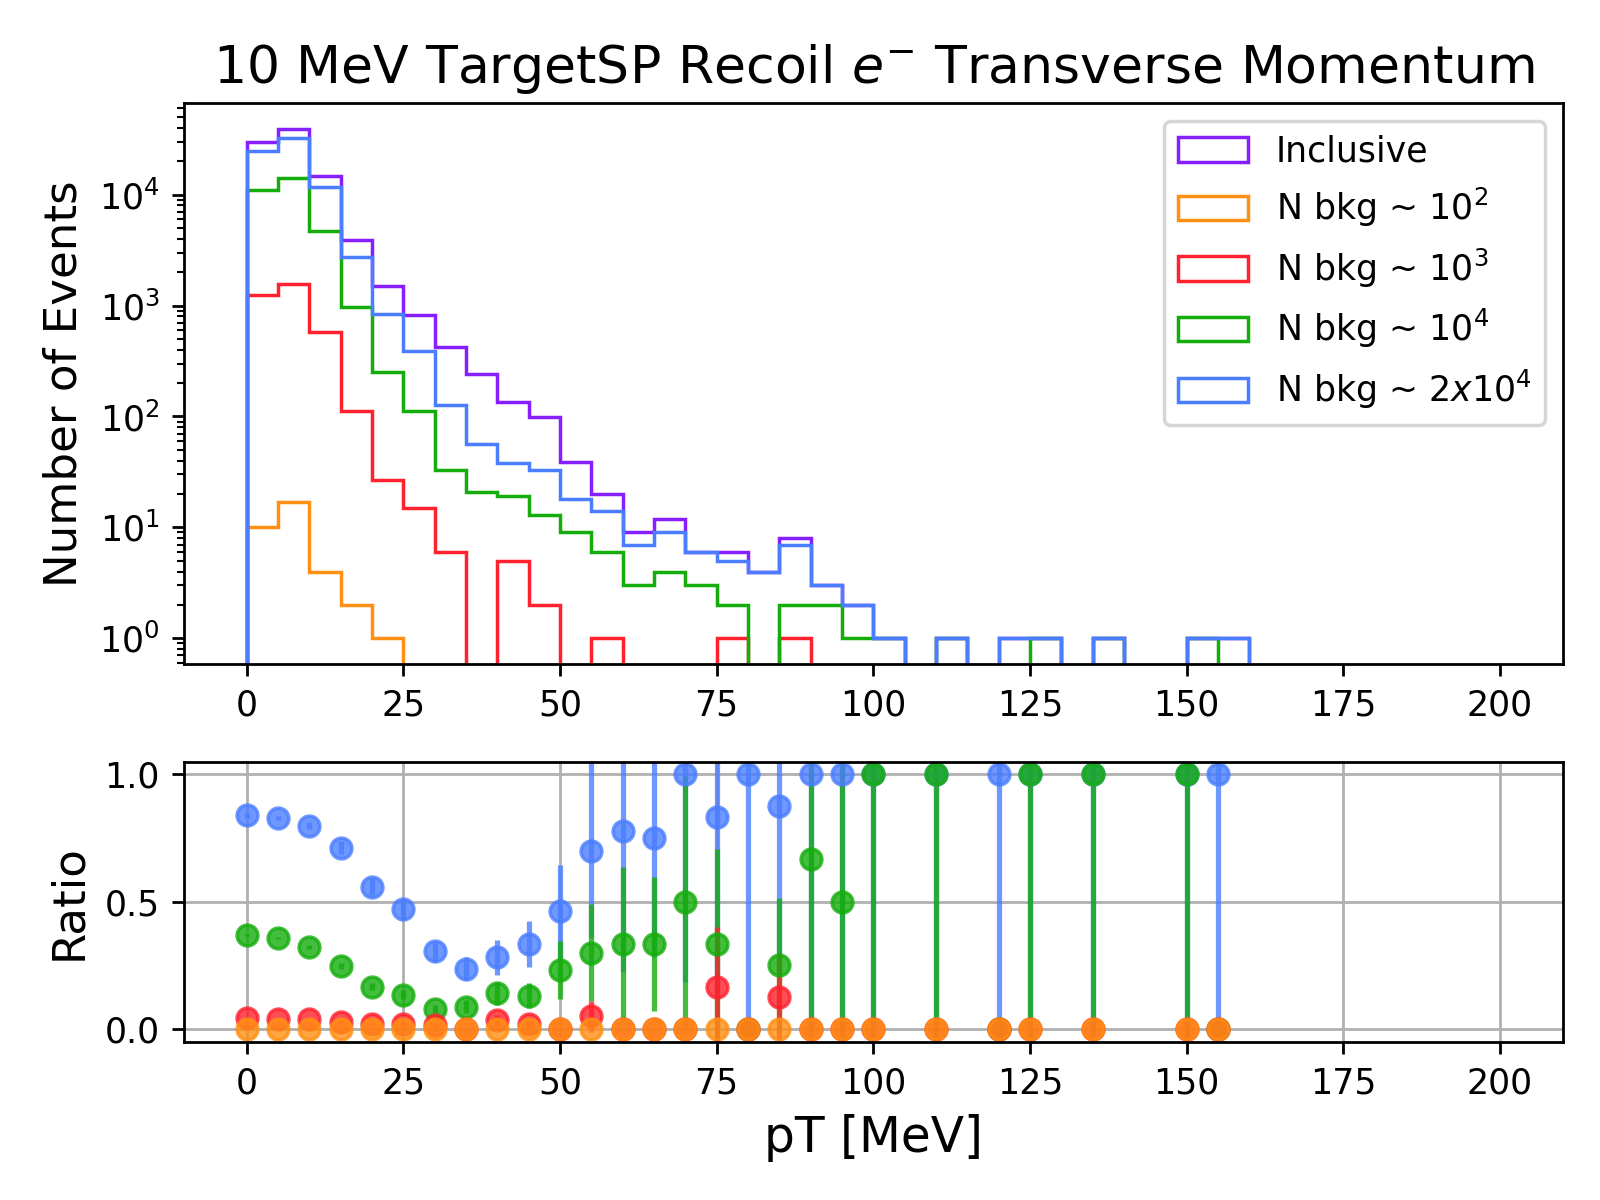 10 MeV TargetSP Recoil e⁻ Transverse Momentum
Number of Events
10⁴
10³
10²
10¹
10⁰
Inclusive
N bkg ~ 10²
N bkg ~ 10³
N bkg ~ 10⁴
N bkg ~ 2x10⁴
0 25 50 75 100 125 150 175 200
Ratio
1.0
0.5
0.0
0 25 50 75 100 125 150 175 200
pT [MeV]